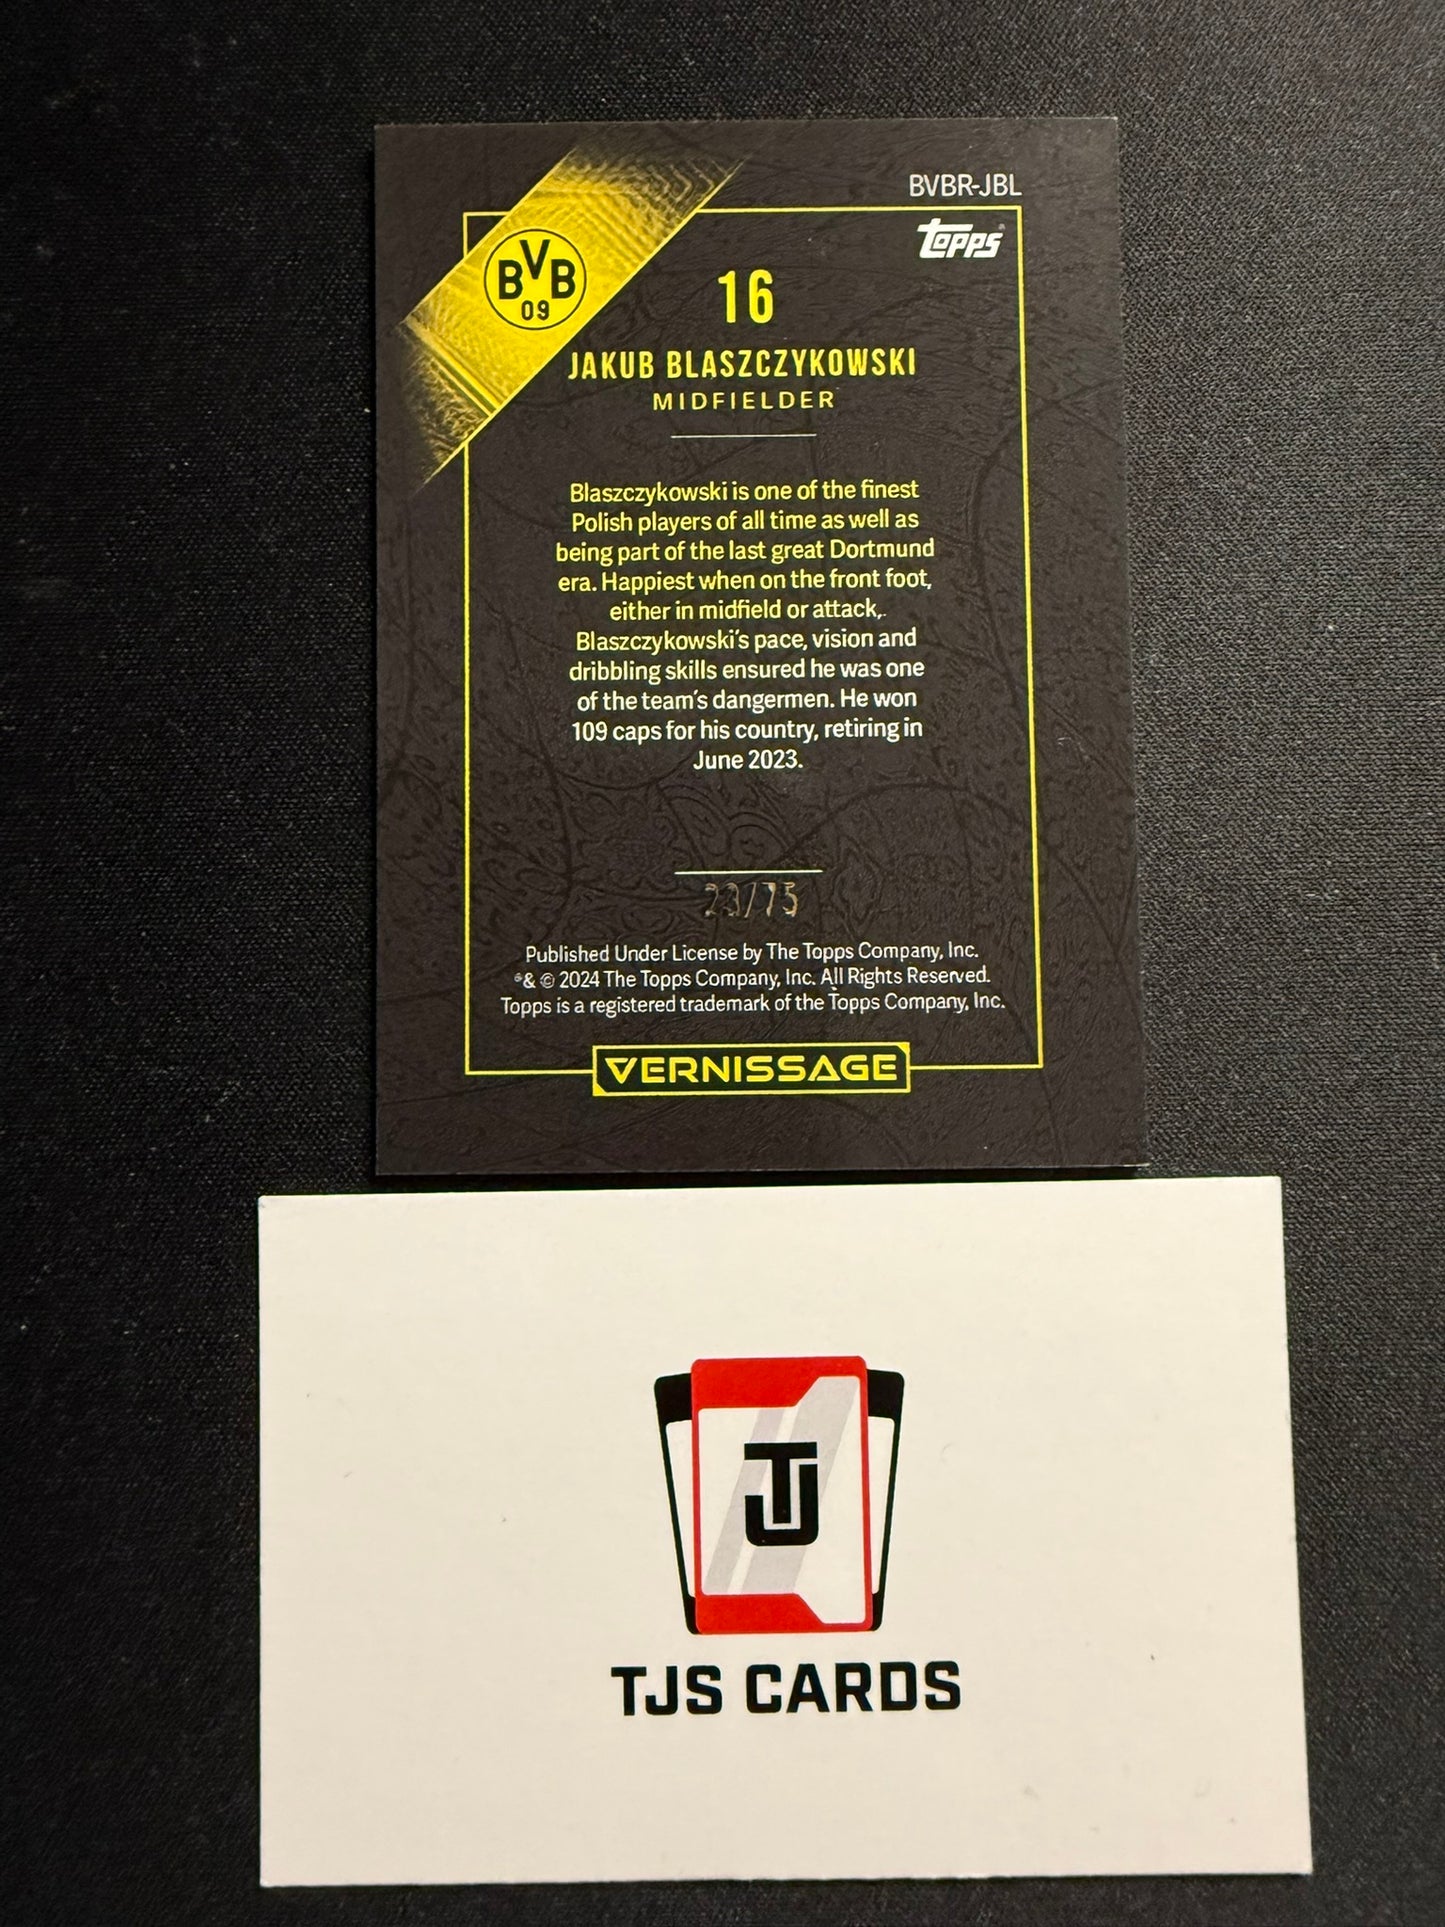 BVBR-JBL
Topps
BVB
09
16
JAKUB BLASZCZYKOWSKI
MIDFIELDER
Blaszczykowski is one of the finest
Polish players of all time as well as
being part of the last great Dortmund
era. Happiest when on the front foot,
either in midfield or attack,
Blaszczykowski's pace, vision and
dribbling skills ensured he was one
of the team's dangermen. He won
109 caps for his country, retiring in
June 2023.
23/75
Published Under License by The Topps Company, Inc.
®& © 2024 The Topps Company, Inc. All Rights Reserved.
Topps is a registered trademark of the Topps Company, Inc.
VERNISSAGE
TJ
TJS CARDS